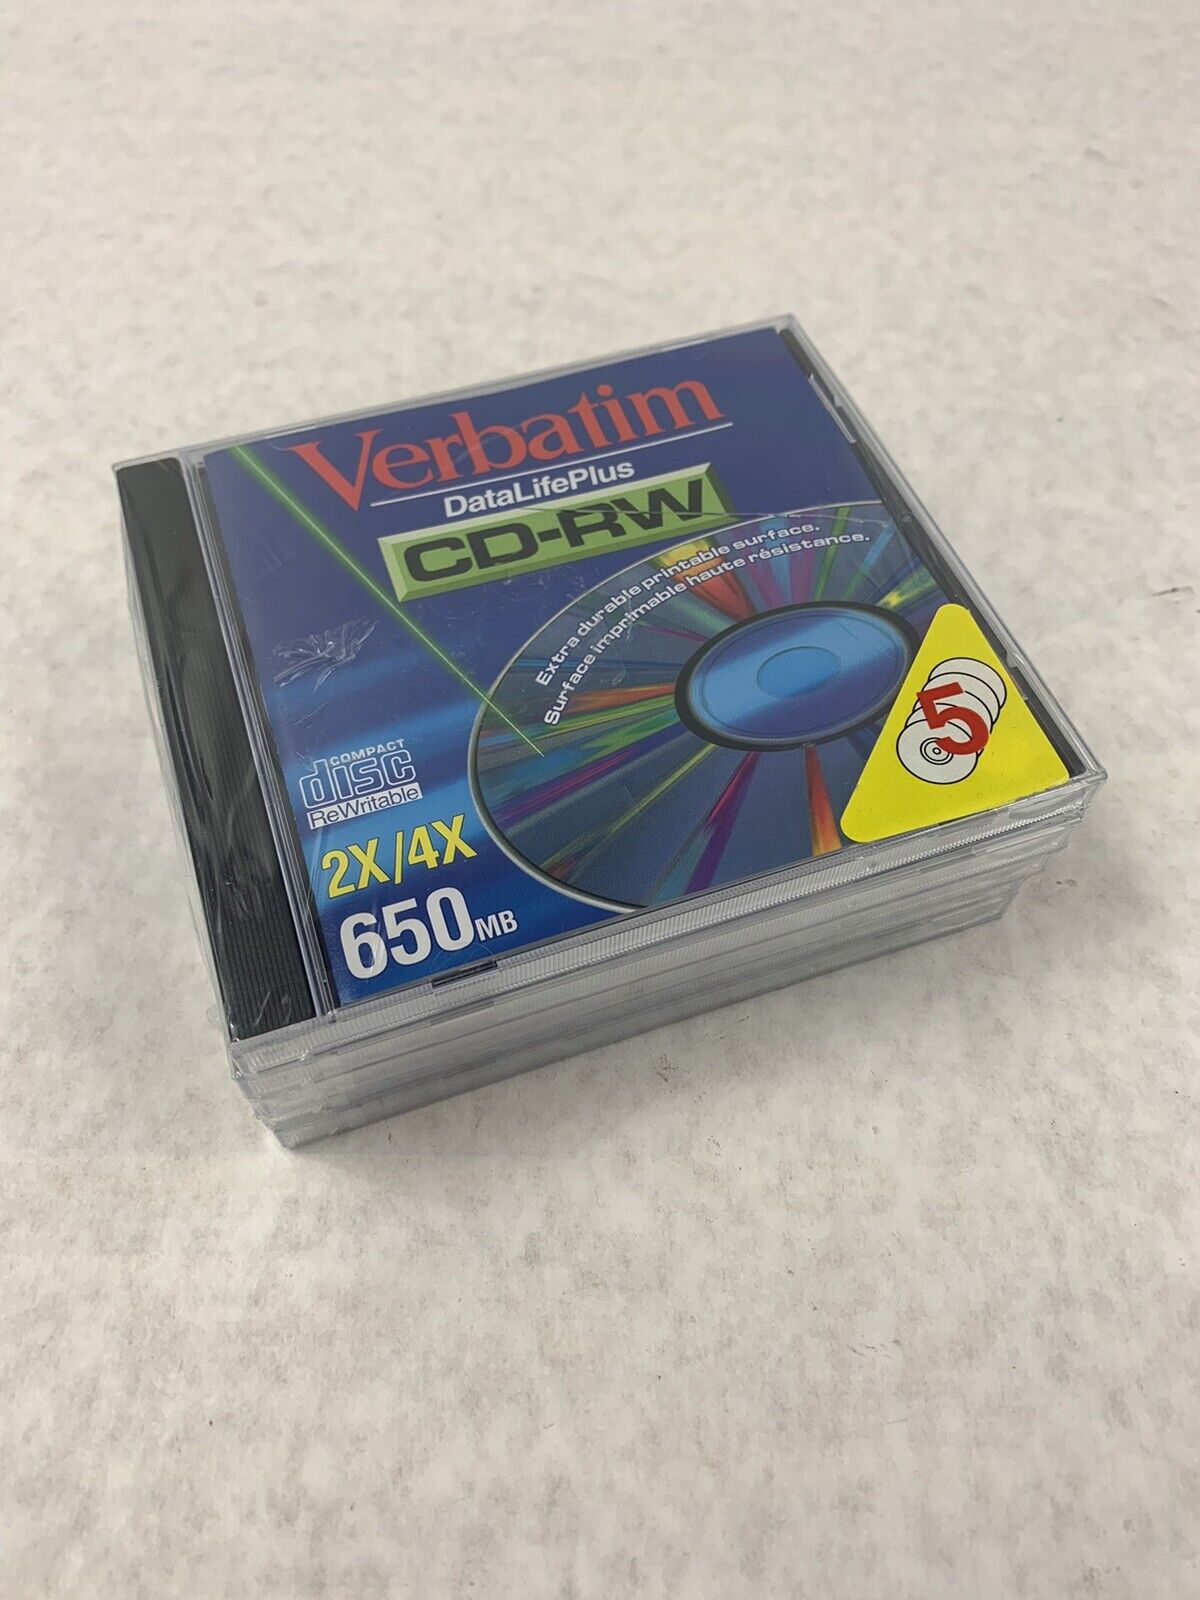 Verbatim
DataLifePlus
CD-RW
Extra durable printable surface.
Surface imprimable haute résistance.
5
COMPACT
disc
ReWritable
2X/4X
650MB